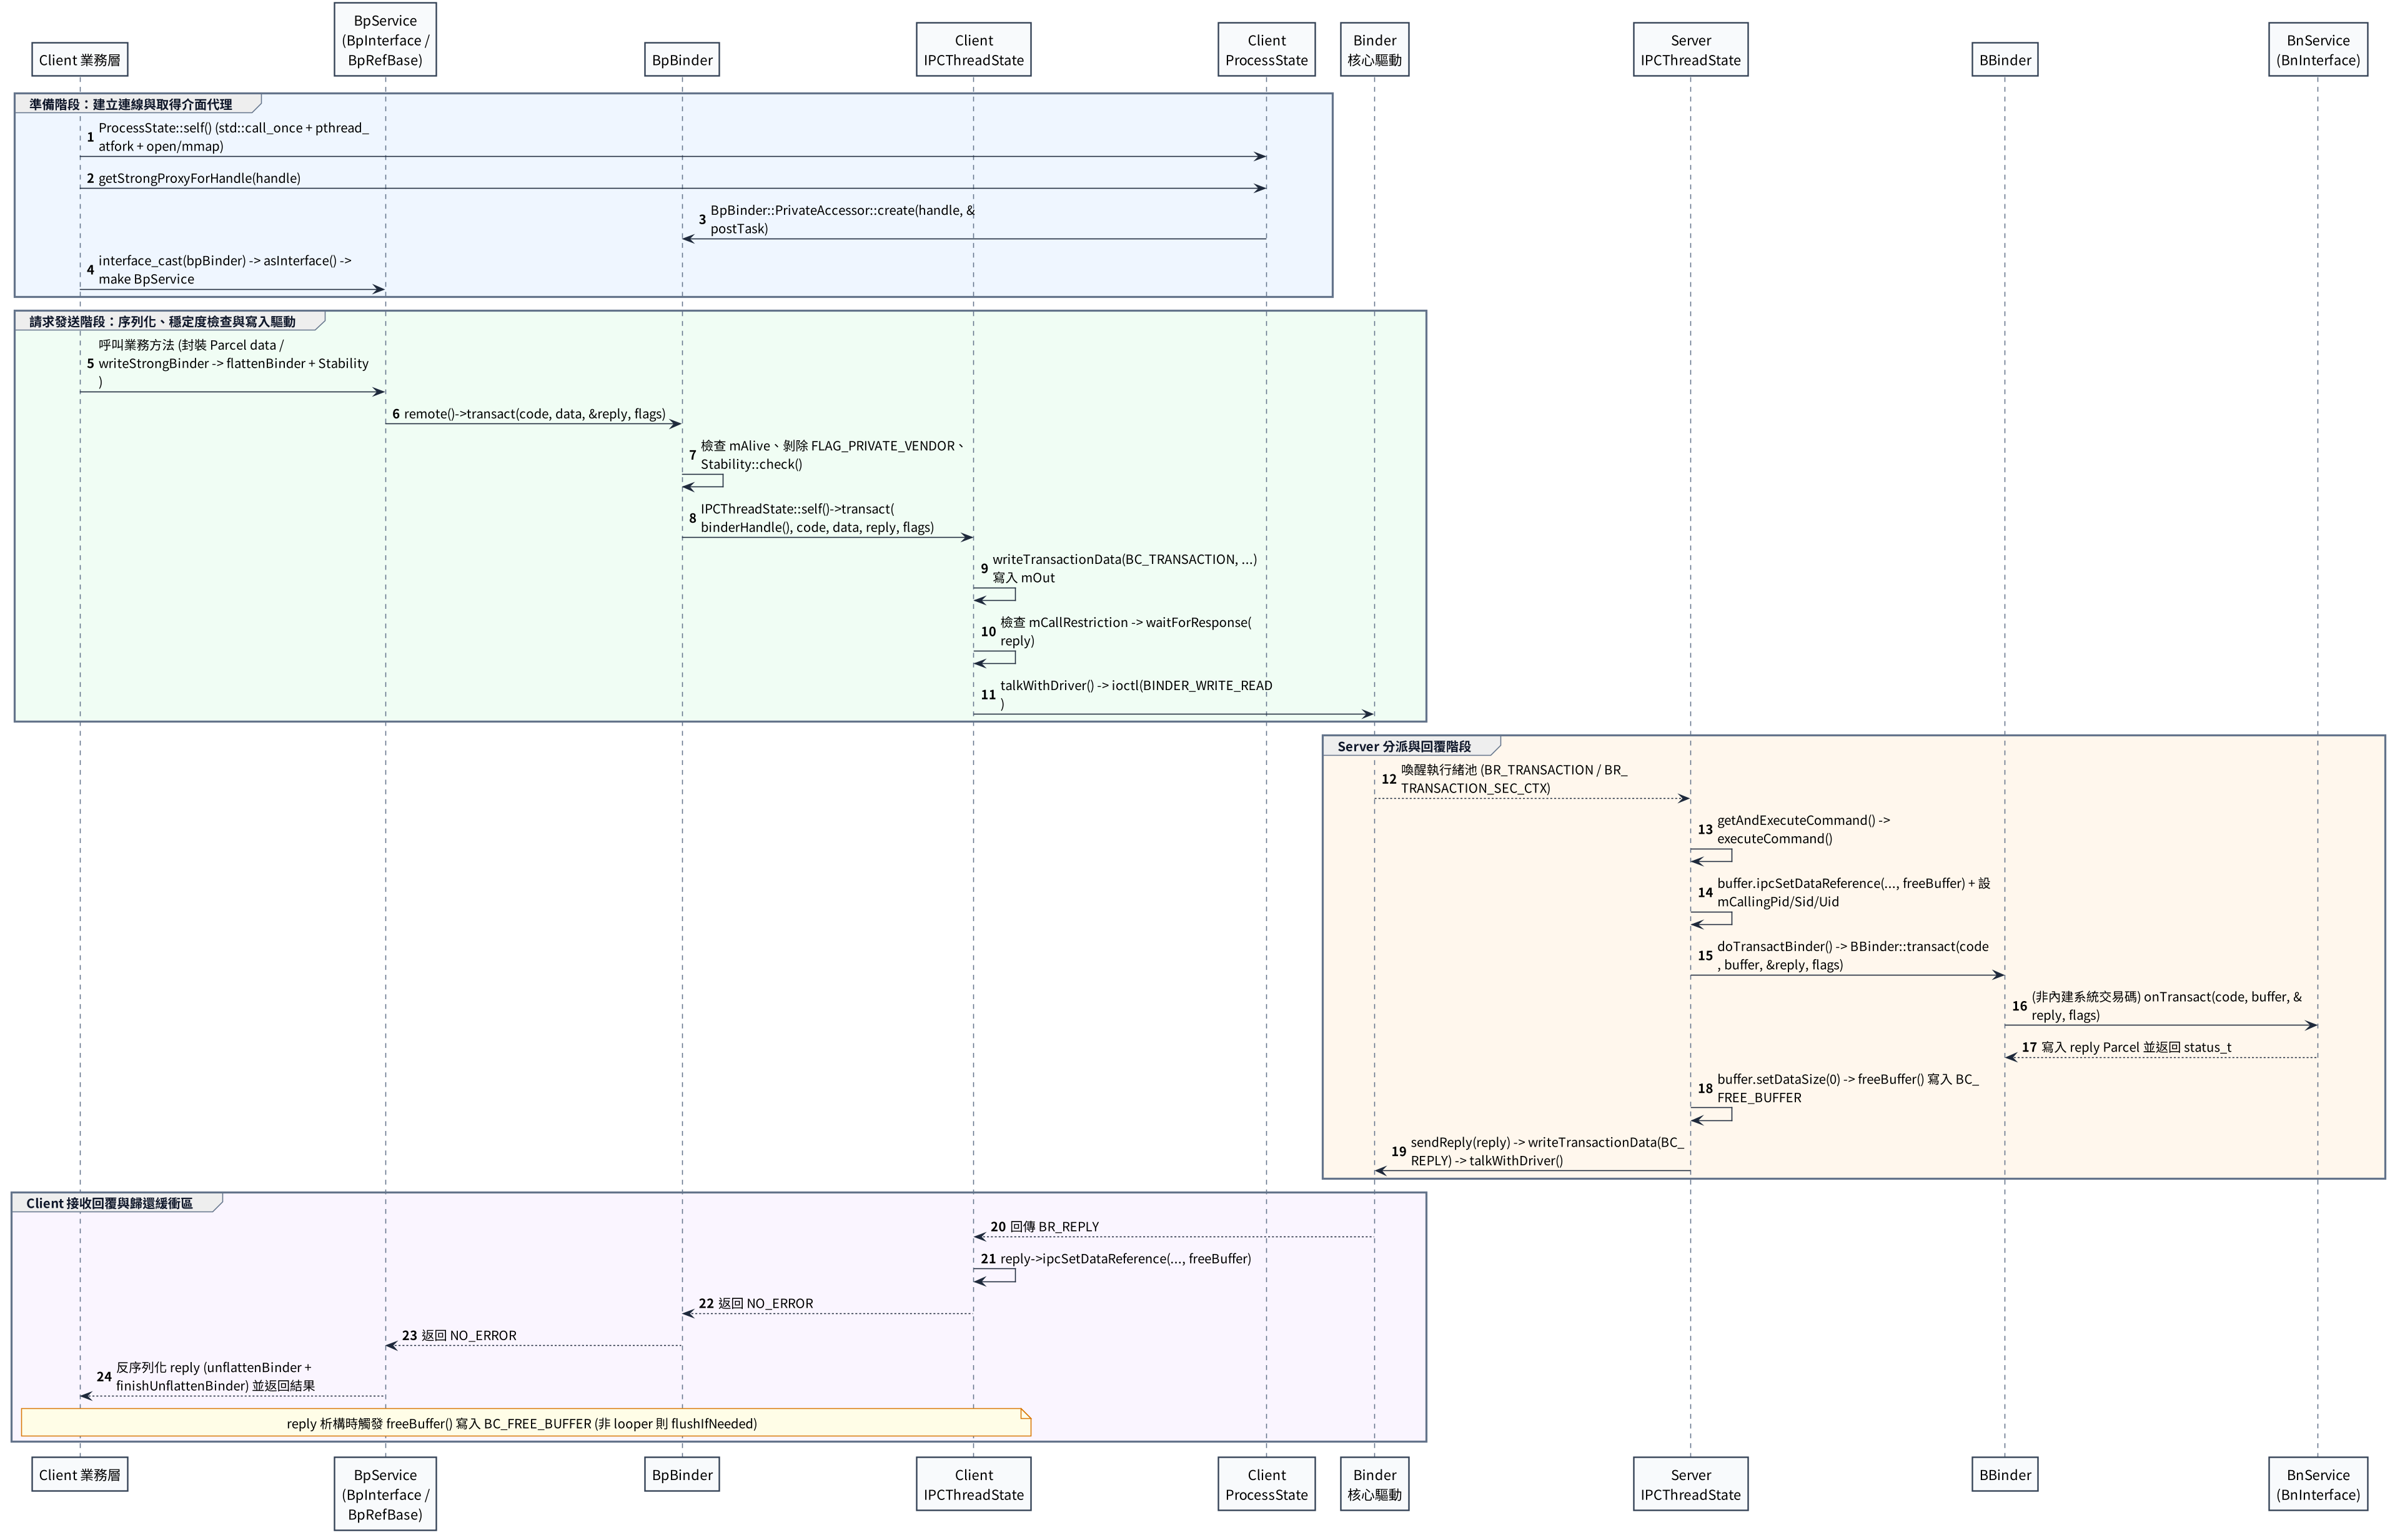 Client 業務層
BpService
(BpInterface /
BpRefBase)
BpBinder
Client
IPCThreadState
Client
ProcessState
Binder
核心驅動
Server
IPCThreadState
BBinder
BnService
(BnInterface)
準備階段：建立連線與取得介面代理
1 ProcessState::self() (std::call_once + pthread_
atfork + open/mmap)
2 getStrongProxyForHandle(handle)
3 BpBinder::PrivateAccessor::create(handle, &
postTask)
4 interface_cast(bpBinder) -> asInterface() ->
make BpService
請求發送階段：序列化、穩定度檢查與寫入驅動
5 呼叫業務方法 (封裝 Parcel data /
writeStrongBinder -> flattenBinder + Stability
)
6 remote()->transact(code, data, &reply, flags)
7 檢查 mAlive、剝除 FLAG_PRIVATE_VENDOR、
Stability::check()
8 IPCThreadState::self()->transact(
binderHandle(), code, data, reply, flags)
9 writeTransactionData(BC_TRANSACTION, ...)
寫入 mOut
10 檢查 mCallRestriction -> waitForResponse(
reply)
11 talkWithDriver() -> ioctl(BINDER_WRITE_READ
)
Server 分派與回覆階段
12 喚醒執行緒池 (BR_TRANSACTION / BR_
TRANSACTION_SEC_CTX)
13 getAndExecuteCommand() ->
executeCommand()
14 buffer.ipcSetDataReference(..., freeBuffer) + 設
mCallingPid/Sid/Uid
15 doTransactBinder() -> BBinder::transact(code
, buffer, &reply, flags)
16 (非內建系統交易碼) onTransact(code, buffer, &
reply, flags)
17 寫入 reply Parcel 並返回 status_t
18 buffer.setDataSize(0) -> freeBuffer() 寫入 BC_
FREE_BUFFER
19 sendReply(reply) -> writeTransactionData(BC_
REPLY) -> talkWithDriver()
Client 接收回覆與歸還緩衝區
20 回傳 BR_REPLY
21 reply->ipcSetDataReference(..., freeBuffer)
22 返回 NO_ERROR
23 返回 NO_ERROR
24 反序列化 reply (unflattenBinder +
finishUnflattenBinder) 並返回結果
reply 析構時觸發 freeBuffer() 寫入 BC_FREE_BUFFER (非 looper 則 flushIfNeeded)
Client 業務層
BpService
(BpInterface /
BpRefBase)
BpBinder
Client
IPCThreadState
Client
ProcessState
Binder
核心驅動
Server
IPCThreadState
BBinder
BnService
(BnInterface)